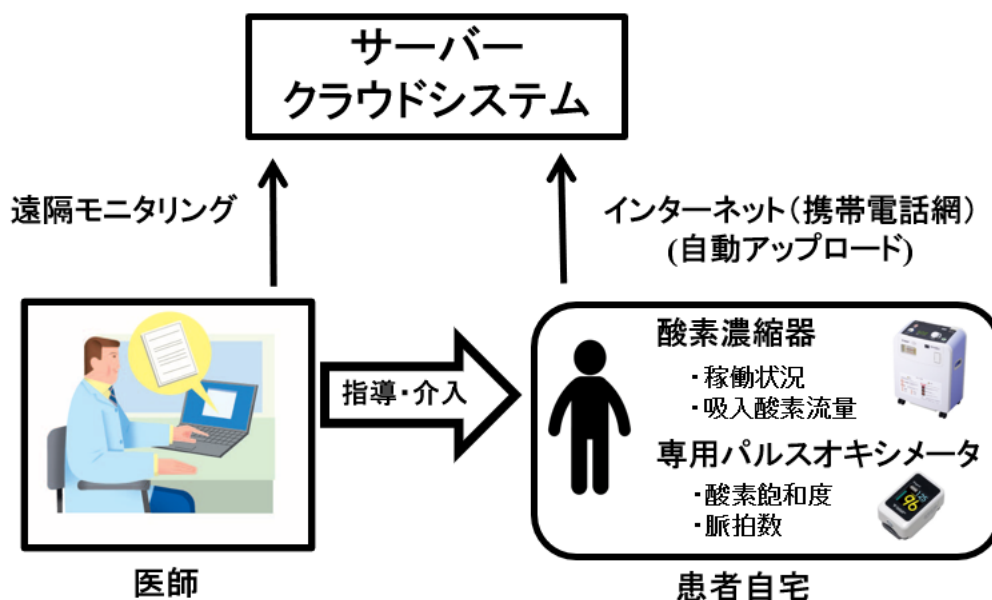 サーバー
クラウドシステム
遠隔モニタリング
インターネット（携帯電話網）
(自動アップロード)
指導・介入
酸素濃縮器
・稼働状況
・吸入酸素流量
専用パルスオキシメータ
・酸素飽和度
・脈拍数
96
医師
患者自宅